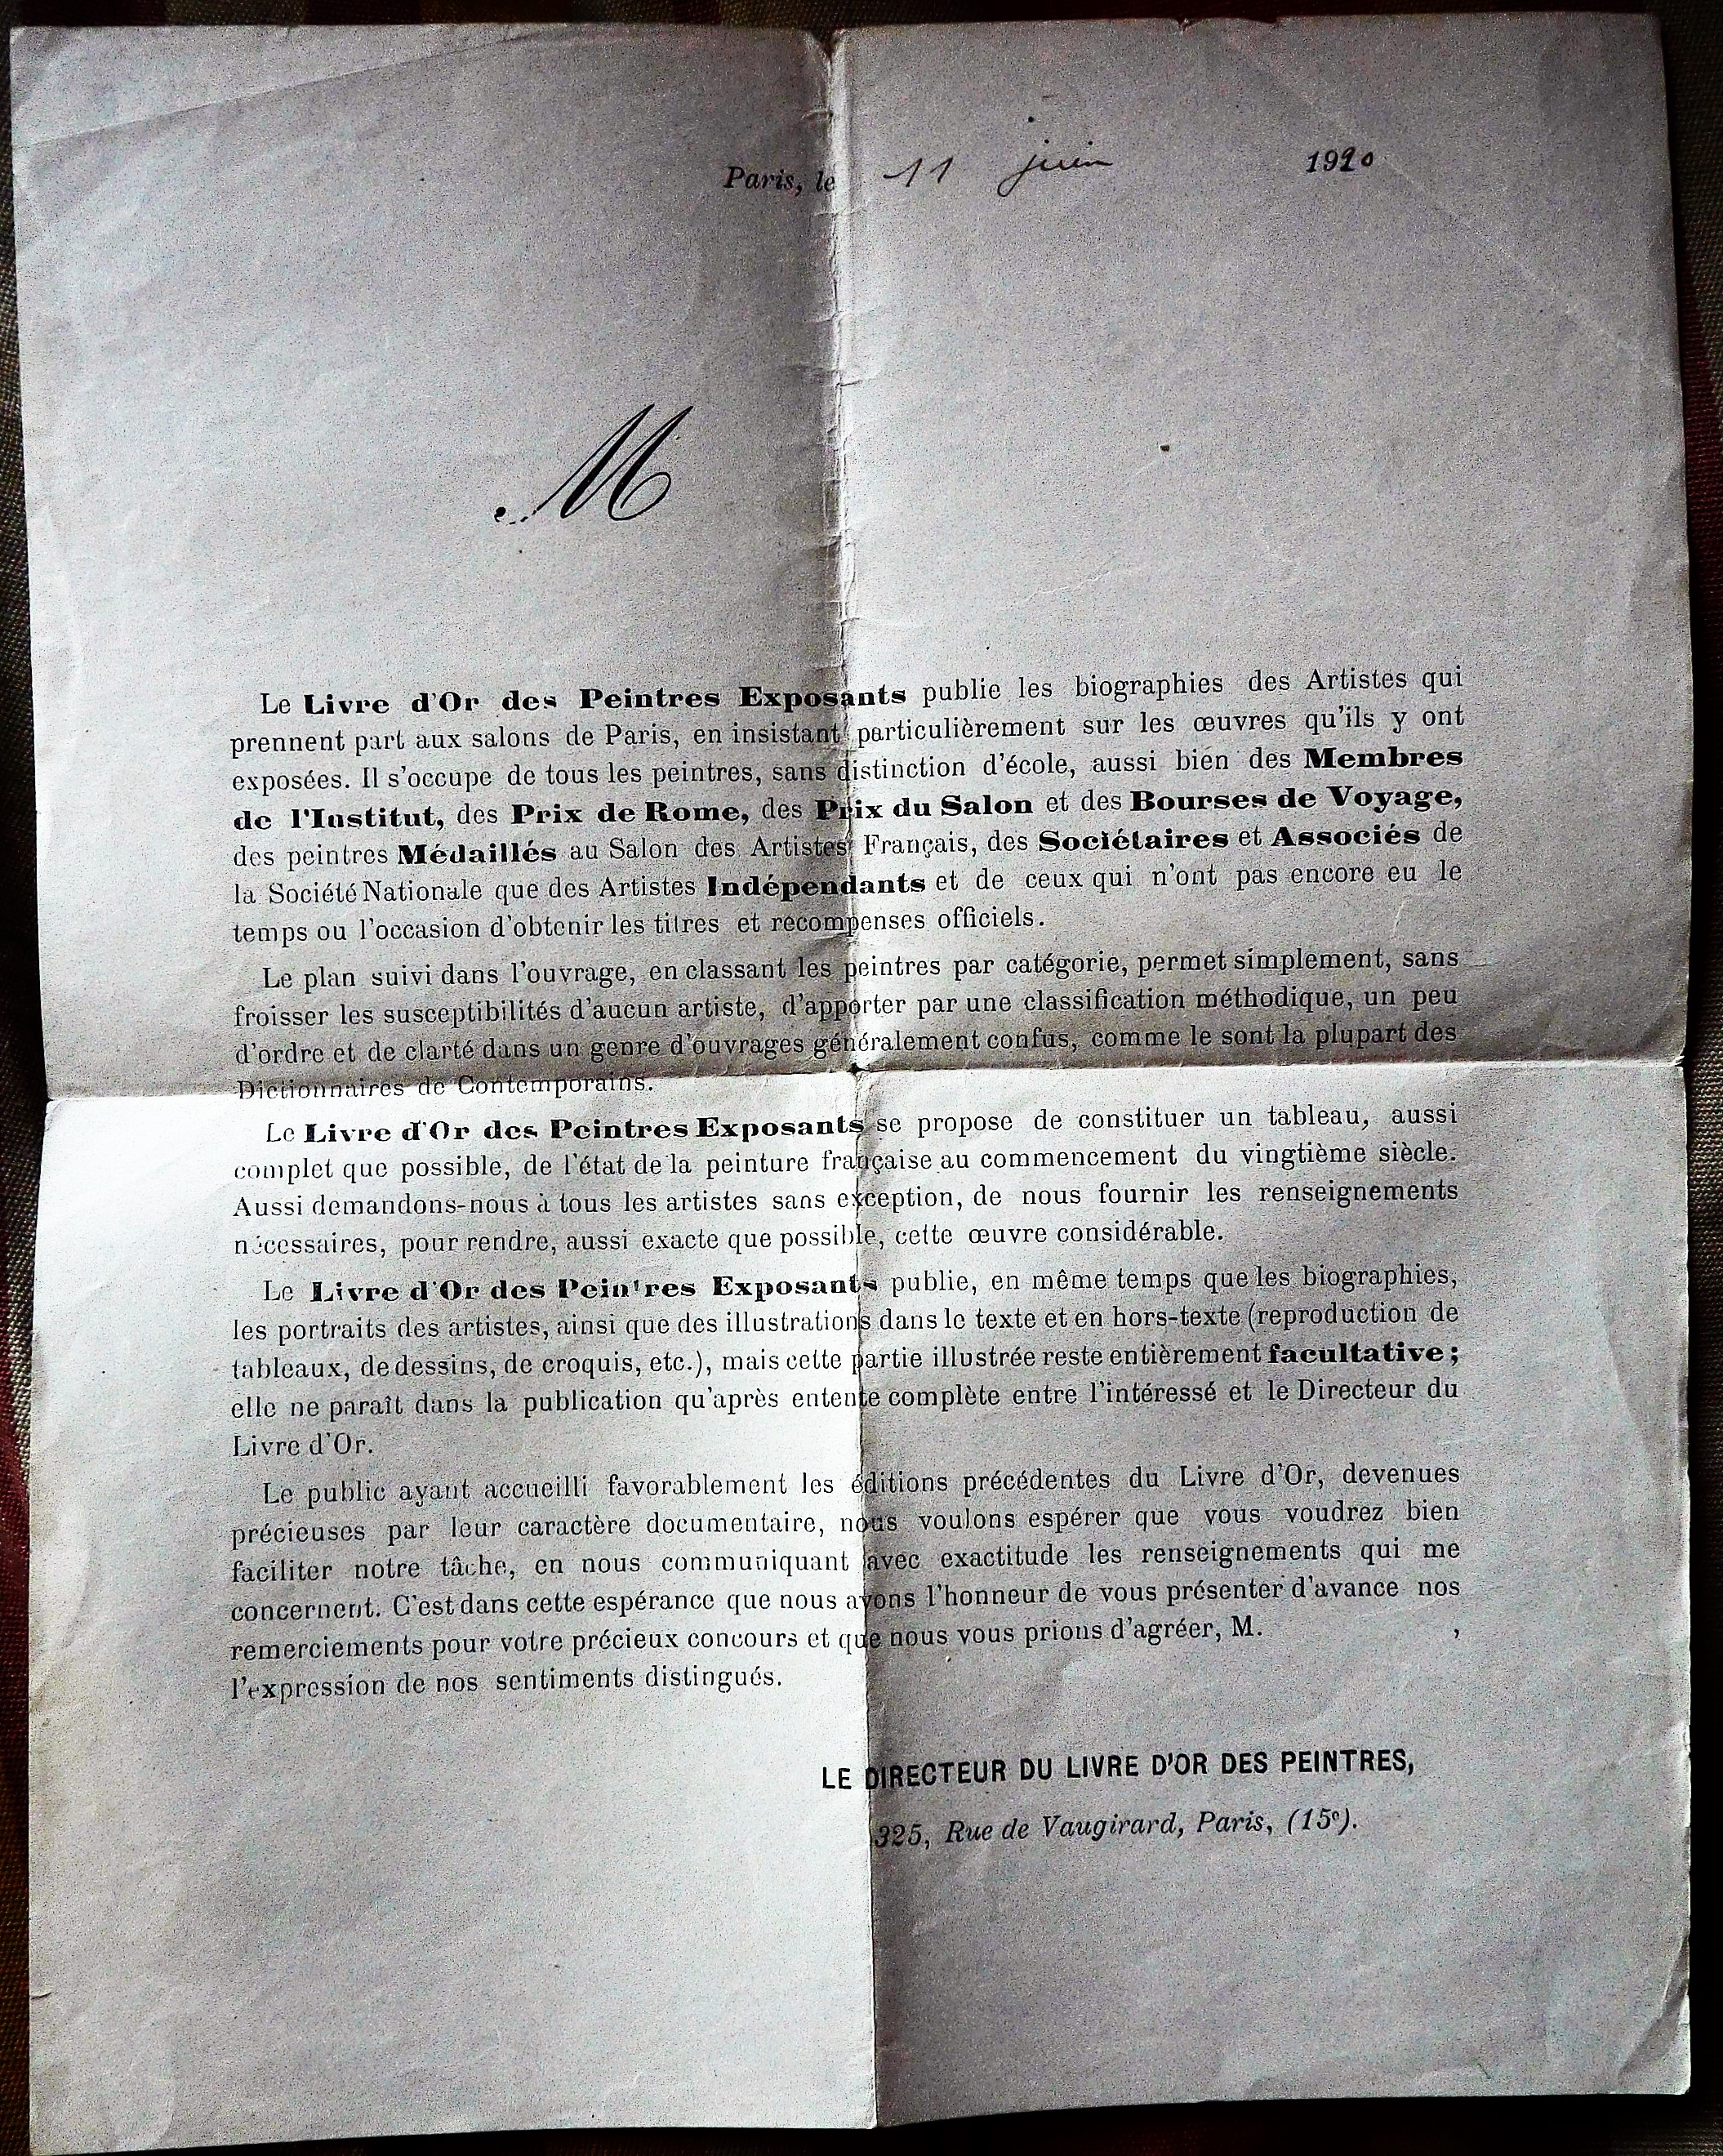 Paris, le 11 juin 1920
M
Le Livre d'Or des Peintres Exposants publie les biographies des Artistes qui
prennent part aux salons de Paris, en insistant particulièrement sur les œuvres qu'ils y ont
exposées. Il s'occupe de tous les peintres, sans distinction d'école, aussi bien des Membres
de l'Institut, des Prix de Rome, des Prix du Salon et des Bourses de Voyage,
des peintres Médaillés au Salon des Artistes Français, des Sociétaires et Associés de
la Société Nationale que des Artistes Indépendants et de ceux qui n'ont pas encore eu le
temps ou l'occasion d'obtenir les titres et récompenses officiels.
Le plan suivi dans l'ouvrage, en classant les peintres par catégorie, permet simplement, sans
froisser les susceptibilités d'aucun artiste, d'apporter par une classification méthodique, un peu
d'ordre et de clarté dans un genre d'ouvrages généralement confus, comme le sont la plupart des
Dictionnaires de Contemporains.
Le Livre d'Or des Peintres Exposants se propose de constituer un tableau, aussi
complet que possible, de l'état de la peinture française au commencement du vingtième siècle.
Aussi demandons-nous à tous les artistes sans exception, de nous fournir les renseignements
nécessaires, pour rendre, aussi exacte que possible, cette œuvre considérable.
Le Livre d'Or des Peintres Exposants publie, en même temps que les biographies,
les portraits des artistes, ainsi que des illustrations dans le texte et en hors-texte (reproduction de
tableaux, de dessins, de croquis, etc.), mais cette partie illustrée reste entièrement facultative;
elle ne paraît dans la publication qu'après entente complète entre l'intéressé et le Directeur du
Livre d'Or.
Le public ayant accueilli favorablement les éditions précédentes du Livre d'Or, devenues
précieuses par leur caractère documentaire, nous voulons espérer que vous voudrez bien
faciliter notre tâche, en nous communiquant avec exactitude les renseignements qui me
concernent. C'est dans cette espérance que nous avons l'honneur de vous présenter d'avance nos
remerciements pour votre précieux concours et que nous vous prions d'agréer, M. ,
l'expression de nos sentiments distingués.
LE DIRECTEUR DU LIVRE D'OR DES PEINTRES,
325, Rue de Vaugirard, Paris, (15e).